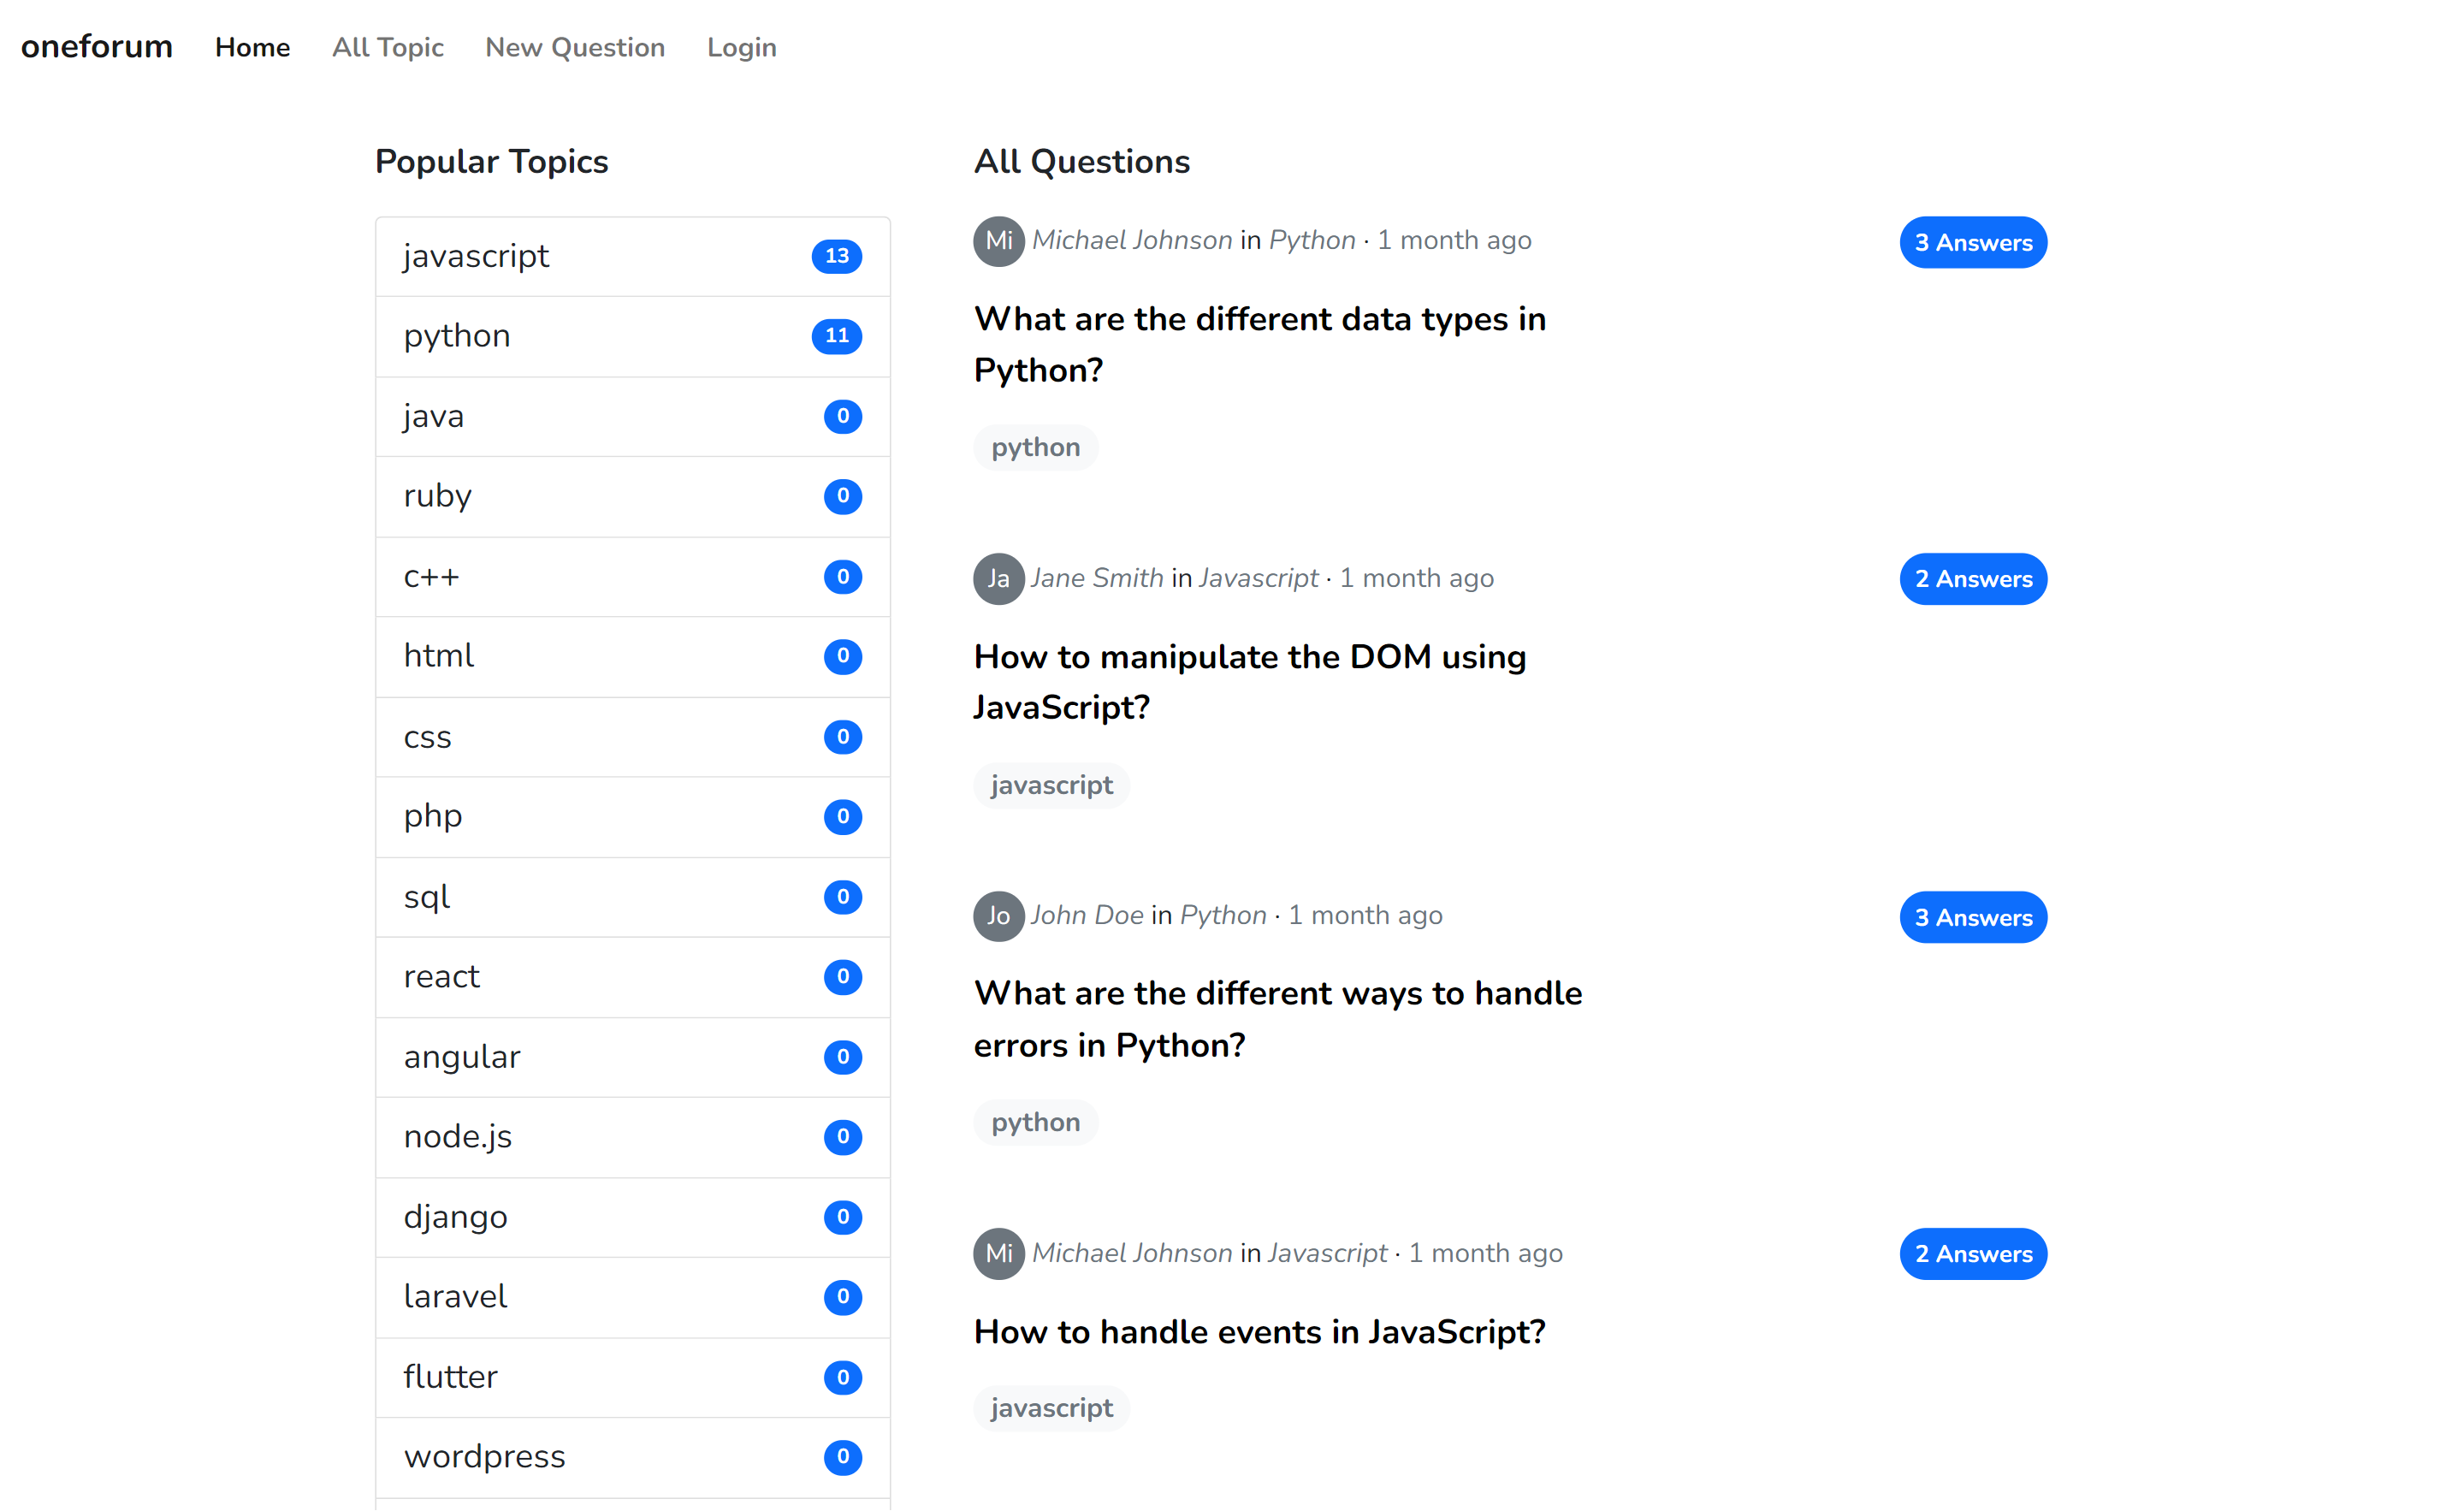 oneforum Home All Topic New Question Login
Popular Topics
javascript 13
python 11
java 0
ruby 0
c++ 0
html 0
css 0
php 0
sql 0
react 0
angular 0
node.js 0
django 0
laravel 0
flutter 0
wordpress 0
All Questions
Mi Michael Johnson in Python · 1 month ago 3 Answers
What are the different data types in
Python?
python
Ja Jane Smith in Javascript · 1 month ago 2 Answers
How to manipulate the DOM using
JavaScript?
javascript
Jo John Doe in Python · 1 month ago 3 Answers
What are the different ways to handle
errors in Python?
python
Mi Michael Johnson in Javascript · 1 month ago 2 Answers
How to handle events in JavaScript?
javascript